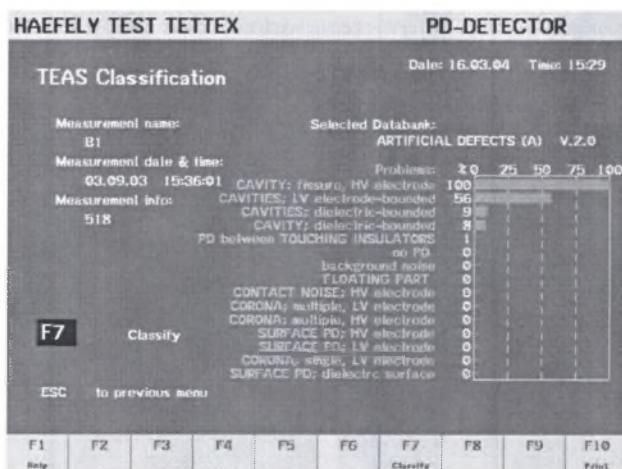 HAEFELY TEST TETTEX PD-DETECTOR
TEAS Classification
Date: 16.03.04 Time: 15:29
Measurement name:
B1
Selected Databank:
ARTIFICIAL DEFECTS (A) V.2.0
Measurement date & time:
03.09.03 15:36:01
Measurement info:
518
Problems: % 0 25 50 75 100
CAVITY; fissure, HV electrode 100
CAVITIES; LV electrode-bounded 56
CAVITIES; dielectric-bounded 9
CAVITY; dielectric-bounded 8
PD between TOUCHING INSULATORS 1
no PD 0
background noise 0
FLOATING PART 0
CONTACT NOISE; HV electrode 0
CORONA; multiple, LV electrode 0
CORONA; multiple, HV electrode 0
SURFACE PD; HV electrode 0
SURFACE PD; LV electrode 0
CORONA; single, LV electrode 0
SURFACE PD; dielectrc surface 0
F7 Classify
ESC to previous menu
F1 F2 F3 F4 F5 F6 F7 F8 F9 F10
Help Classify Print